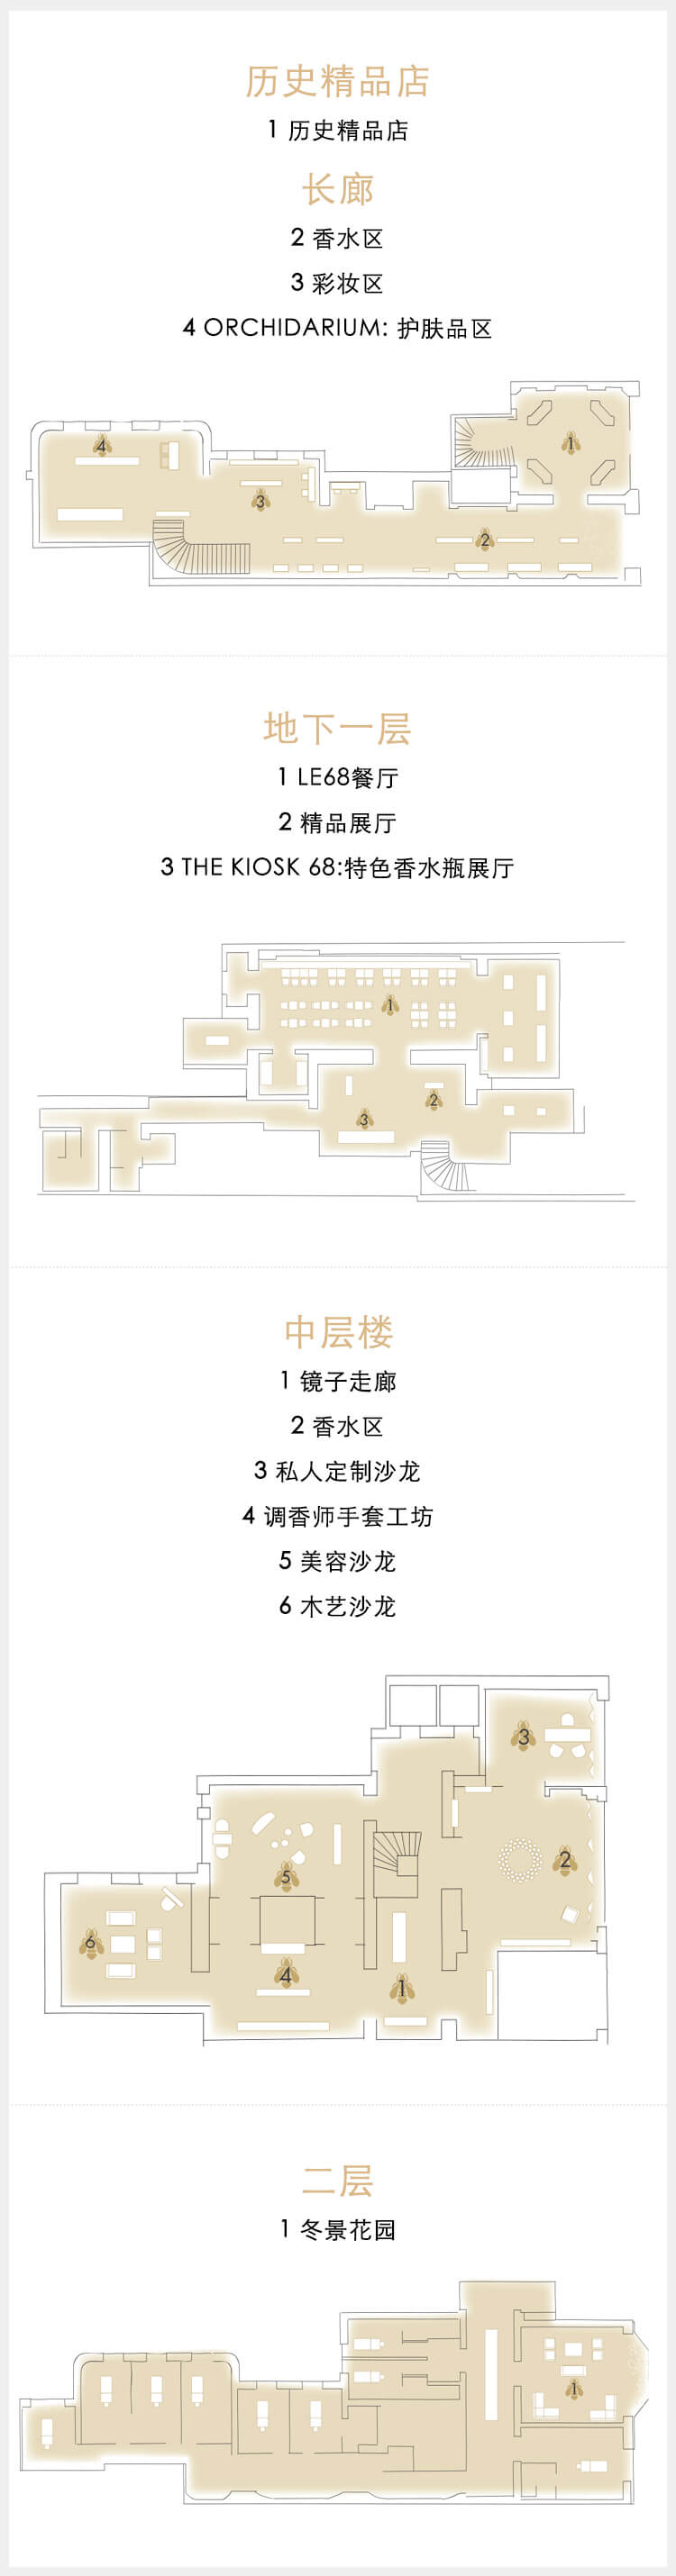 历史精品店
1 历史精品店
长廊
2 香水区
3 彩妆区
4 ORCHIDARIUM: 护肤品区
4
3
2
1
地下一层
1 LE68餐厅
2 精品展厅
3 THE KIOSK 68:特色香水瓶展厅
1
2
3
中层楼
1 镜子走廊
2 香水区
3 私人定制沙龙
4 调香师手套工坊
5 美容沙龙
6 木艺沙龙
3
2
5
6
4
1
二层
1 冬景花园
1